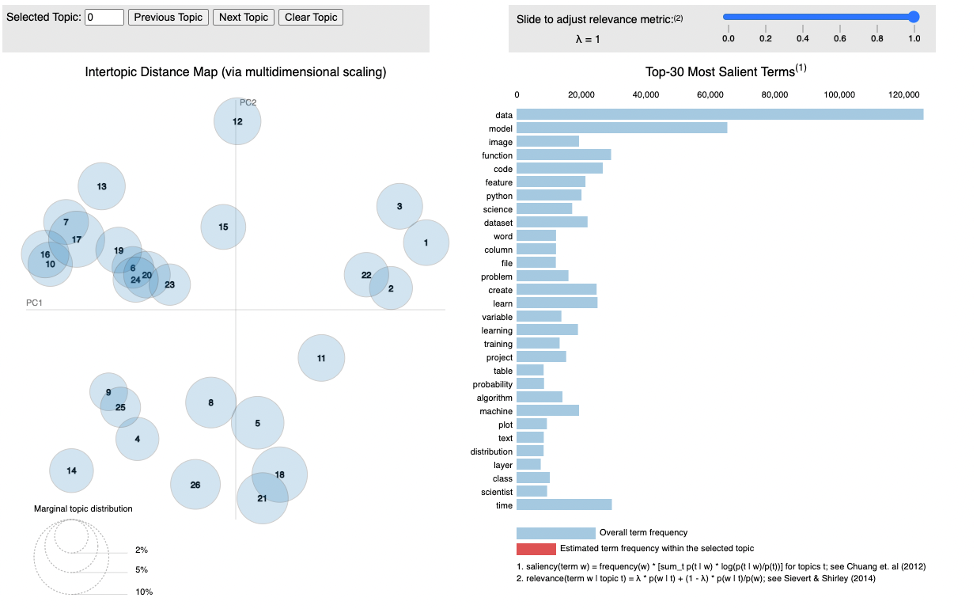 Selected Topic: 0 Previous Topic Next Topic Clear Topic
Slide to adjust relevance metric:(2)
λ = 1
0.0 0.2 0.4 0.6 0.8 1.0
Intertopic Distance Map (via multidimensional scaling)
PC2
12
13
3
7
15
17
1
19
16
10
6
20
22
24
23
2
PC1
11
9
8
25
5
4
14
18
26
21
Marginal topic distribution
2%
5%
10%
Top-30 Most Salient Terms(1)
0 20,000 40,000 60,000 80,000 100,000 120,000
data
model
image
function
code
feature
python
science
dataset
word
column
file
problem
create
learn
variable
learning
training
project
table
probability
algorithm
machine
plot
text
distribution
layer
class
scientist
time
Overall term frequency
Estimated term frequency within the selected topic
1. saliency(term w) = frequency(w) * [sum_t p(t | w) * log(p(t | w)/p(t))] for topics t; see Chuang et. al (2012)
2. relevance(term w | topic t) = λ * p(w | t) + (1 - λ) * p(w | t)/p(w); see Sievert & Shirley (2014)